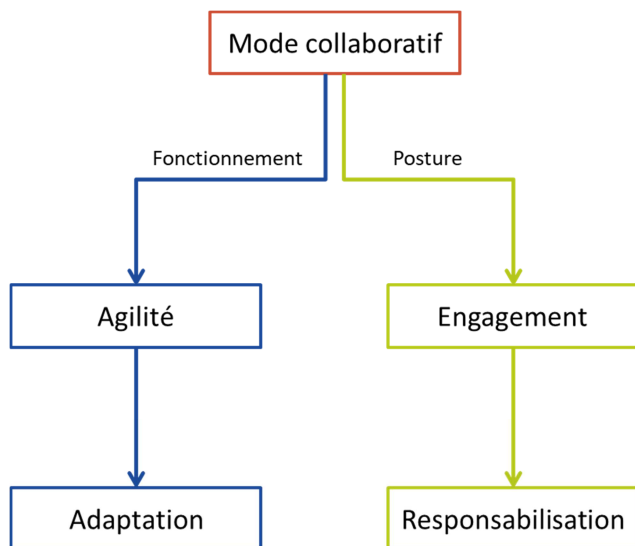 Mode collaboratif
Fonctionnement
Posture
Agilité
Engagement
Adaptation
Responsabilisation